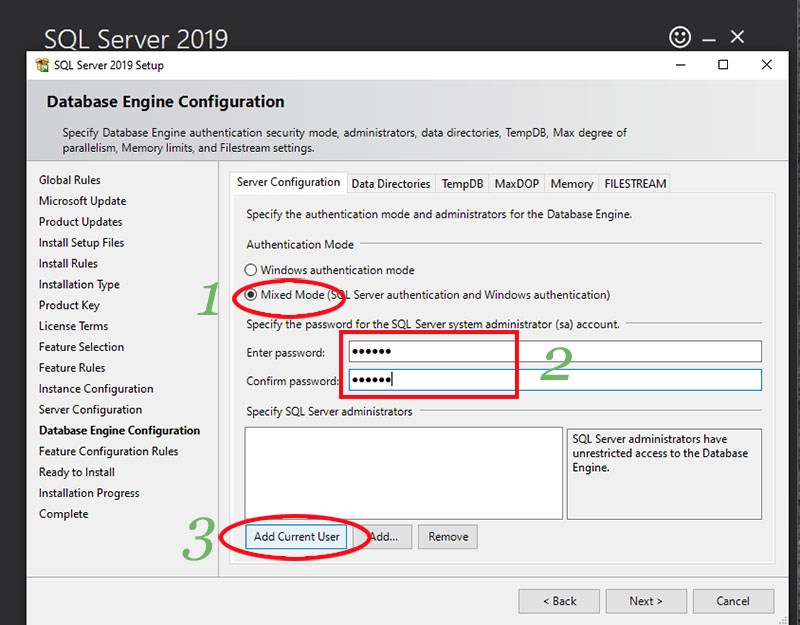 SQL Server 2019
SQL Server 2019 Setup
Database Engine Configuration
Specify Database Engine authentication security mode, administrators, data directories, TempDB, Max degree of
parallelism, Memory limits, and Filestream settings.
Global Rules
Microsoft Update
Product Updates
Install Setup Files
Install Rules
Installation Type
Product Key
License Terms
Feature Selection
Feature Rules
Instance Configuration
Server Configuration
Database Engine Configuration
Feature Configuration Rules
Ready to Install
Installation Progress
Complete
Server Configuration Data Directories TempDB MaxDOP Memory FILESTREAM
Specify the authentication mode and administrators for the Database Engine.
Authentication Mode
Windows authentication mode
1 Mixed Mode (SQL Server authentication and Windows authentication)
Specify the password for the SQL Server system administrator (sa) account.
Enter password: ●●●●●●
2
Confirm password: ●●●●●●
Specify SQL Server administrators
SQL Server administrators have
unrestricted access to the Database
Engine.
3 Add Current User Add... Remove
< Back Next > Cancel